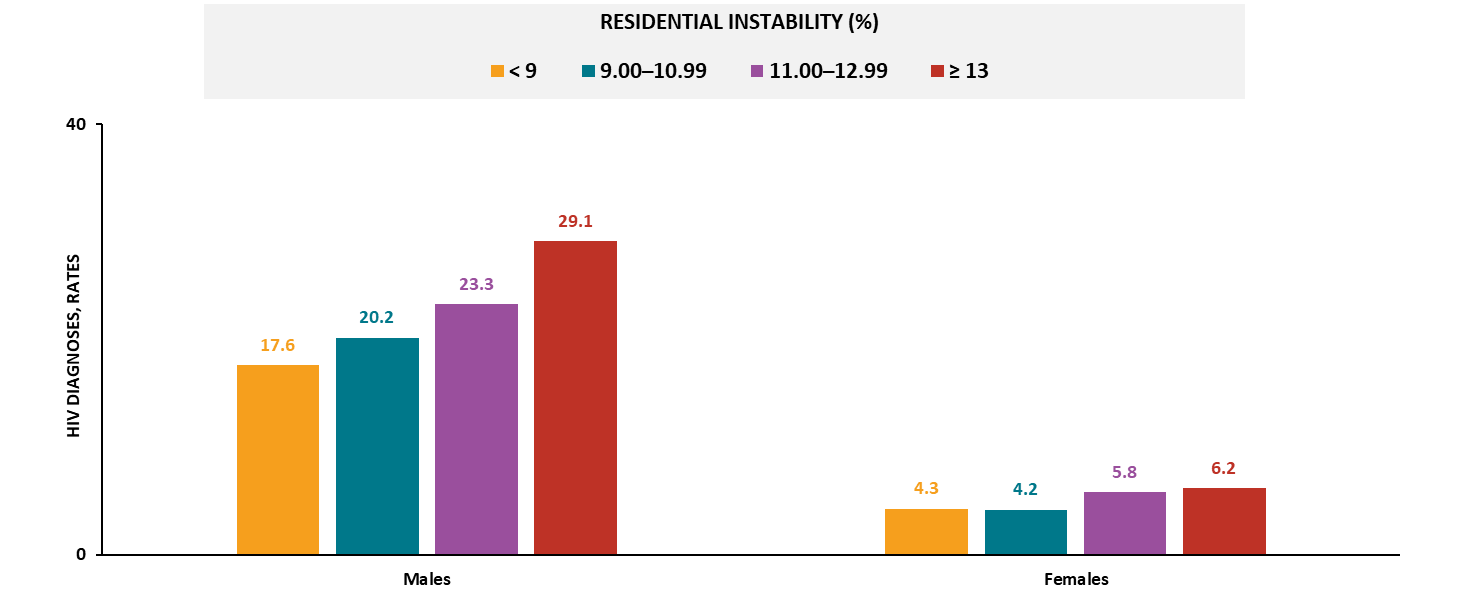 RESIDENTIAL INSTABILITY (%)
< 9 9.00–10.99 11.00–12.99 ≥ 13
40
HIV DIAGNOSES, RATES
29.1
23.3
20.2
17.6
5.8 6.2
4.3 4.2
0
Males Females